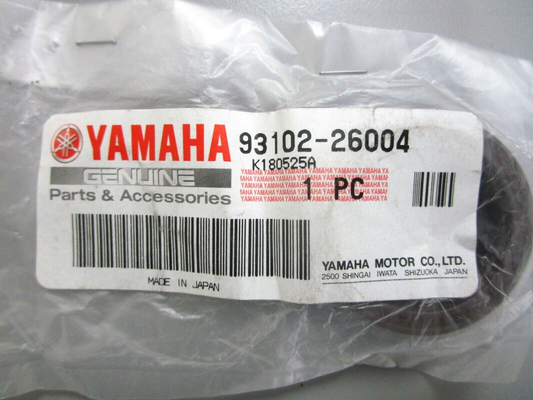 YAMAHA
GENUINE
Parts & Accessories
93102-26004
K180525A
1 PC
MADE IN JAPAN
YAMAHA MOTOR CO., LTD.
2500 SHINGAI IWATA SHIZUOKA JAPAN